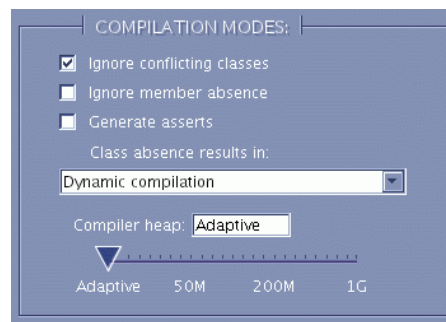 COMPILATION MODES:
Ignore conflicting classes
Ignore member absence
Generate asserts
Class absence results in:
Dynamic compilation
Compiler heap: Adaptive
Adaptive 50M 200M 1G